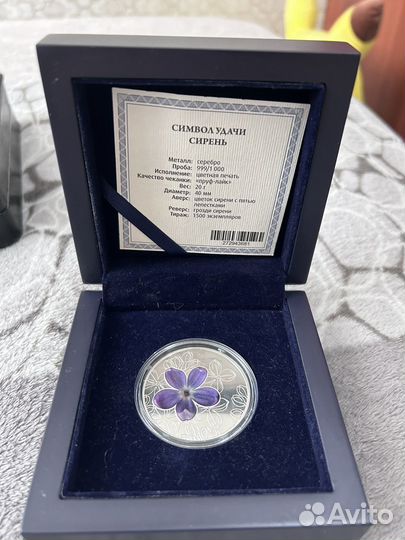 СИМВОЛ УДАЧИ
СИРЕНЬ
Металл: серебро
Проба: 999/1 000
Исполнение: цветная печать
Качество чеканки: «пруф-лайк»
Вес: 20 г
Диаметр: 40 мм
Аверс: цветок сирени с пятью
лепестками
Реверс: грозди сирени
Тираж: 1500 экземпляров
272943681
Avito